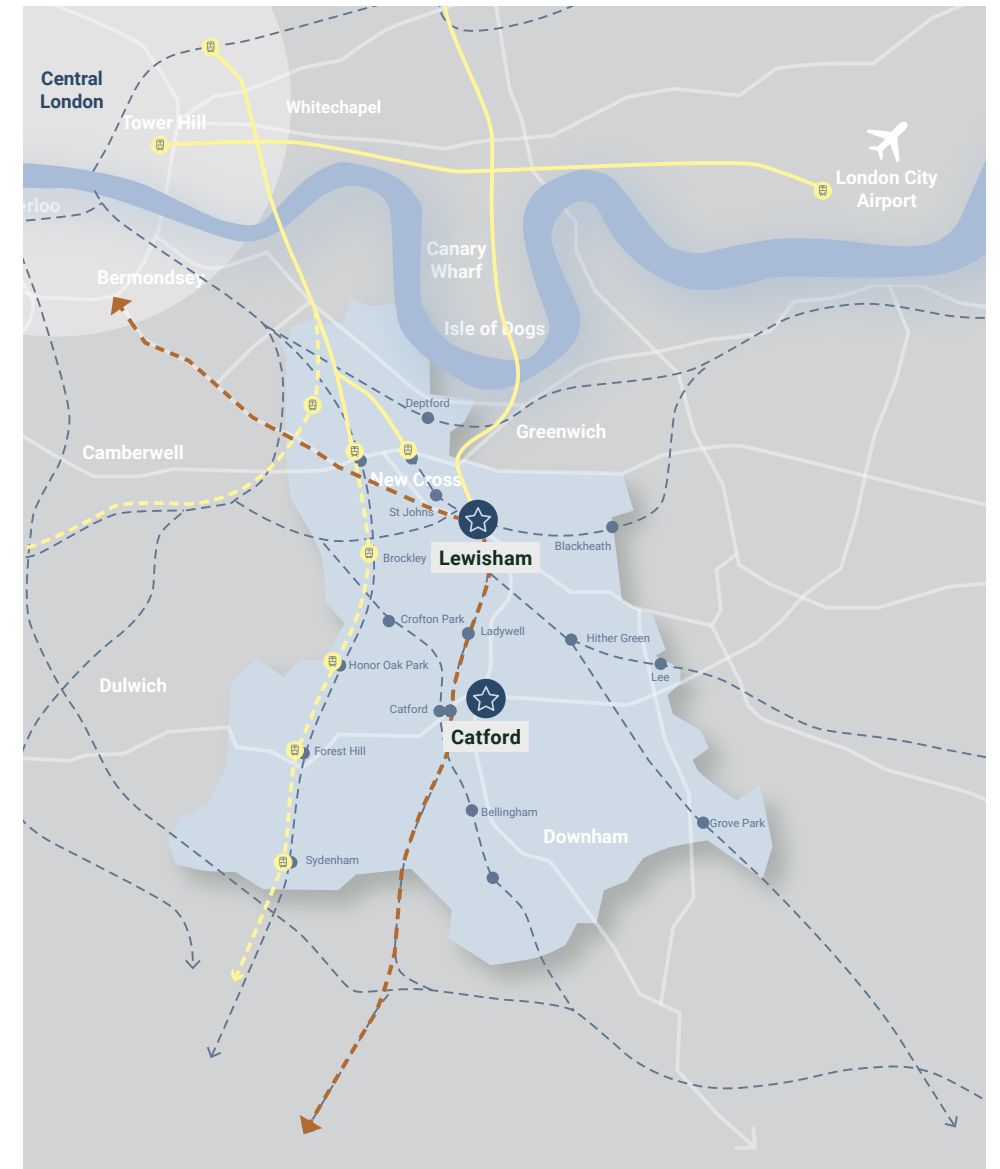 Central
London
Whitechapel
Tower Hill
London City
Airport
erloo
Canary
Wharf
Bermondsey
Isle of Dogs
Deptford
Greenwich
Camberwell
New Cross
St Johns
Blackheath
Brockley
Lewisham
Crofton Park
Ladywell
Hither Green
Honor Oak Park
Lee
Dulwich
Catford
Catford
Forest Hill
Bellingham
Grove Park
Downham
Sydenham